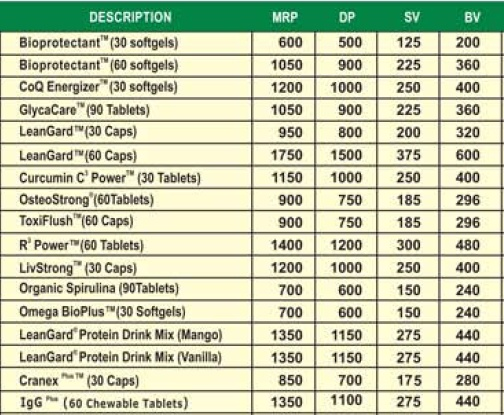 DESCRIPTION MRP DP SV BV
Bioprotectant™(30 softgels) 600 500 125 200
Bioprotectant™(60 softgels) 1050 900 225 360
CoQ Energizer™(30 softgels) 1200 1000 250 400
GlycaCare™(90 Tablets) 1050 900 225 360
LeanGard™(30 Caps) 950 800 200 320
LeanGard™(60 Caps) 1750 1500 375 600
Curcumin C³ Power™ (30 Tablets) 1150 1000 250 400
OsteoStrong®(60Tablets) 900 750 185 296
ToxiFlush™(60 Caps) 900 750 185 296
R³ Power™(60 Tablets) 1400 1200 300 480
LivStrong™ (30 Caps) 1200 1000 250 400
Organic Spirulina (90Tablets) 700 600 150 240
Omega BioPlus™(30 Softgels) 700 600 150 240
LeanGard® Protein Drink Mix (Mango) 1350 1150 275 440
LeanGard® Protein Drink Mix (Vanilla) 1350 1150 275 440
Cranex Plus™ (30 Caps) 850 700 175 280
IgG Plus (60 Chewable Tablets) 1350 1100 275 440